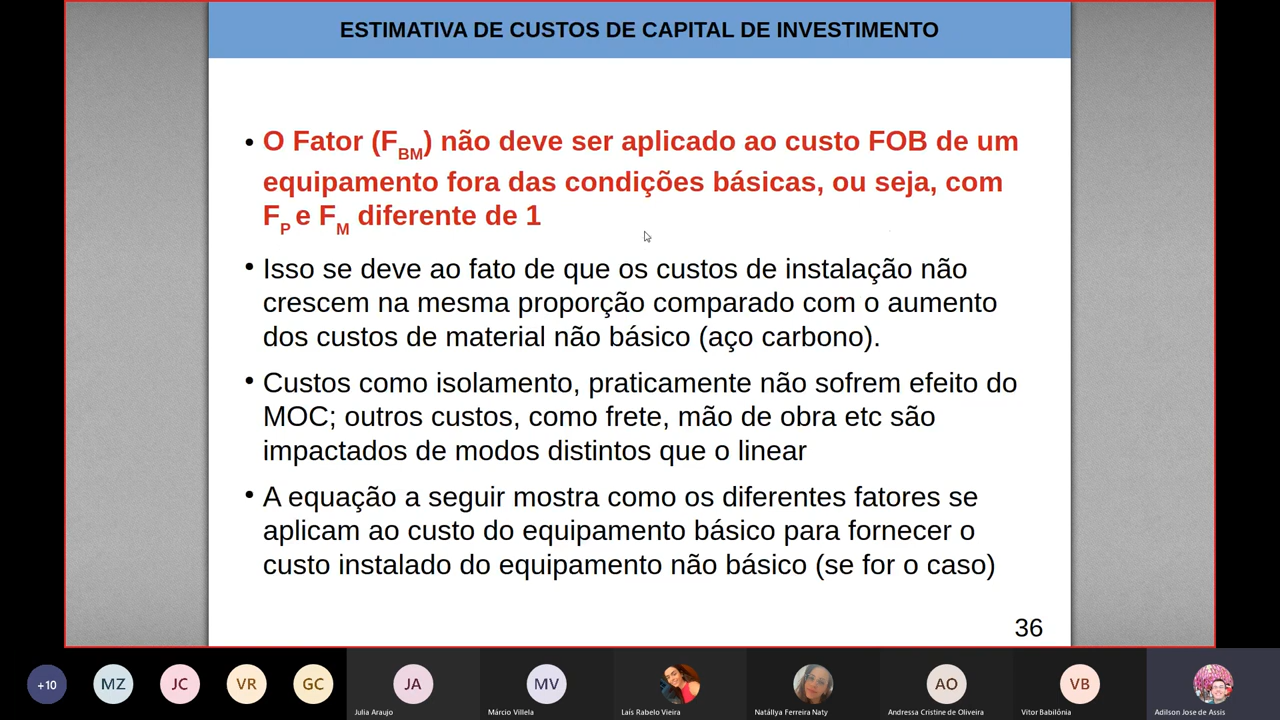 ESTIMATIVA DE CUSTOS DE CAPITAL DE INVESTIMENTO
• O Fator (FBM) não deve ser aplicado ao custo FOB de um
equipamento fora das condições básicas, ou seja, com
FP e FM diferente de 1
• Isso se deve ao fato de que os custos de instalação não
crescem na mesma proporção comparado com o aumento
dos custos de material não básico (aço carbono).
• Custos como isolamento, praticamente não sofrem efeito do
MOC; outros custos, como frete, mão de obra etc são
impactados de modos distintos que o linear
• A equação a seguir mostra como os diferentes fatores se
aplicam ao custo do equipamento básico para fornecer o
custo instalado do equipamento não básico (se for o caso)
36
+10 MZ JC VR GC JA MV AO VB
Julia Araujo Márcio Villela Laís Rabelo Vieira Natállya Ferreira Naty Andressa Cristine de Oliveira Vitor Babilônia Adilson Jose de Assis